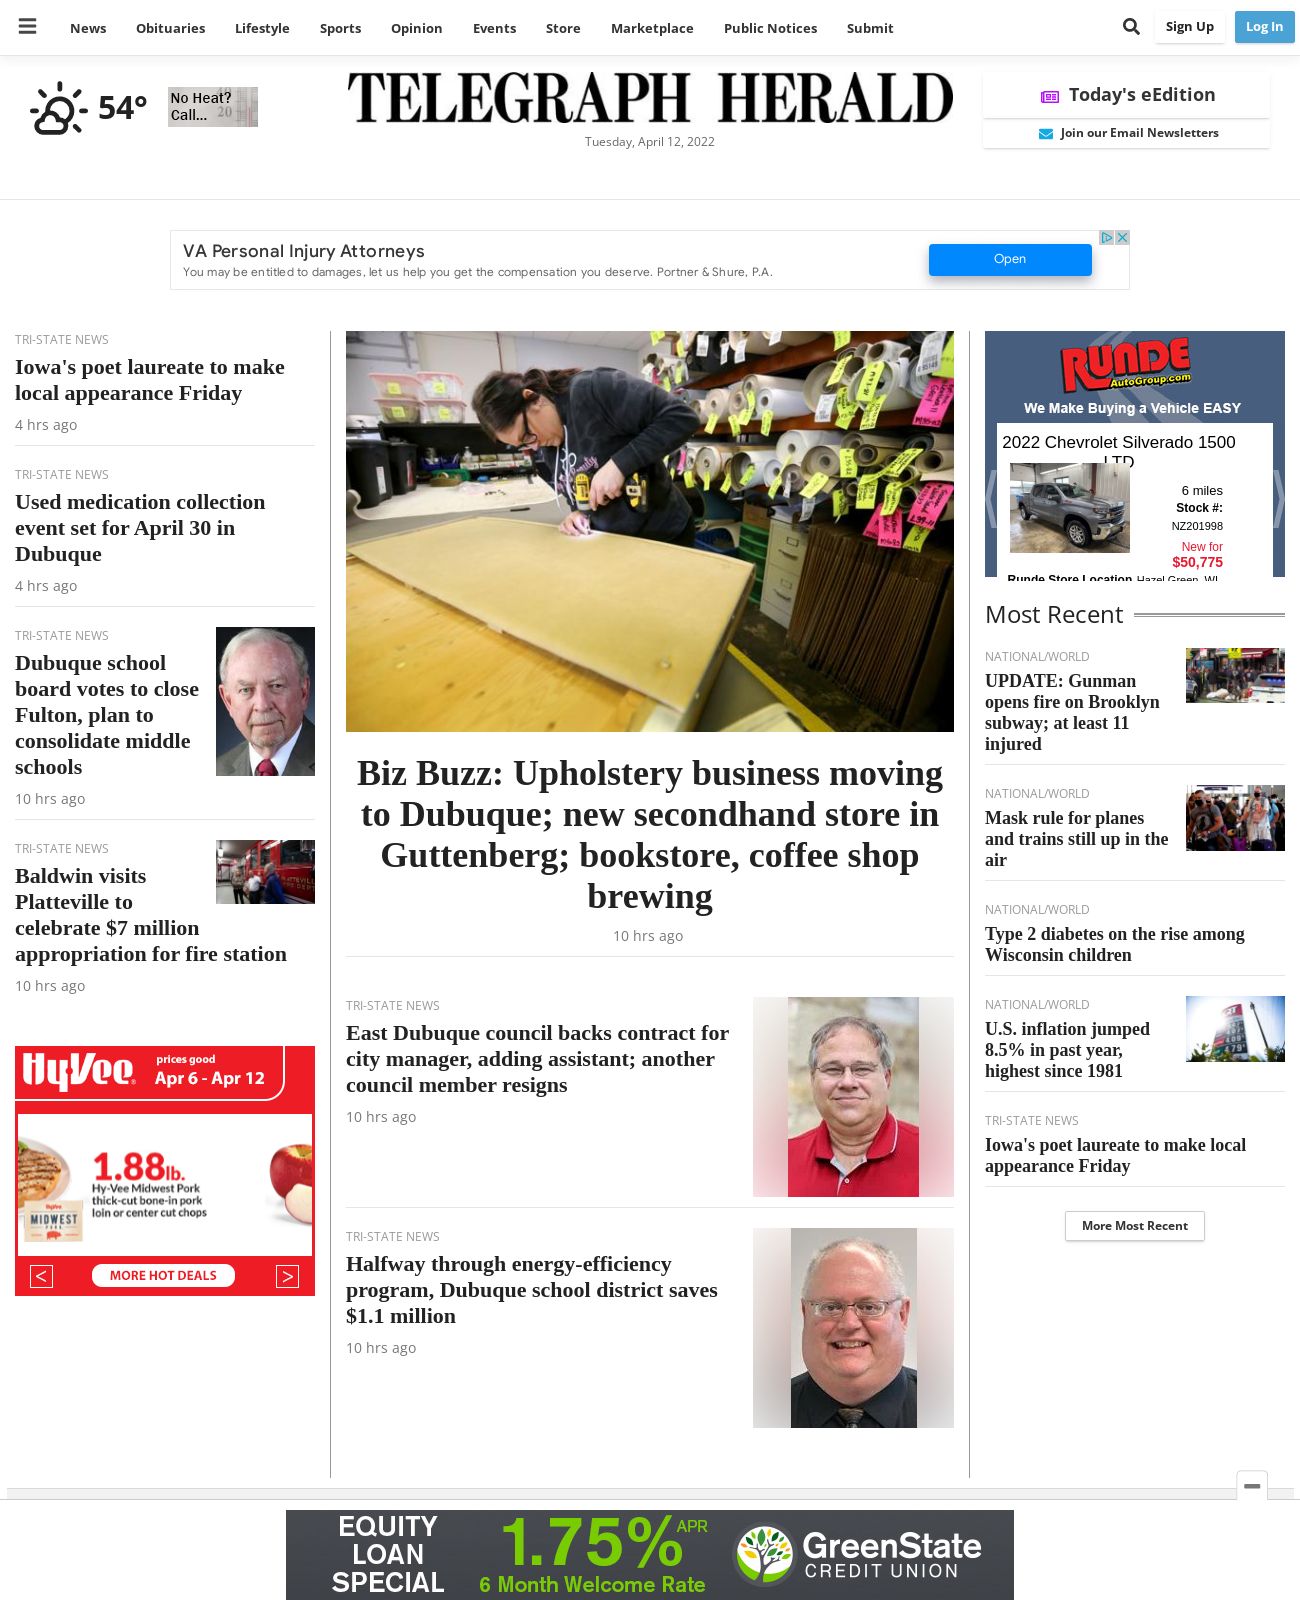 News Obituaries Lifestyle Sports Opinion Events Store Marketplace Public Notices Submit Sign Up Log In
54°
No Heat?
Call...
TELEGRAPH HERALD
Tuesday, April 12, 2022
Today's eEdition
Join our Email Newsletters
VA Personal Injury Attorneys
You may be entitled to damages, let us help you get the compensation you deserve. Portner & Shure, P.A.
Open
TRI-STATE NEWS
Iowa's poet laureate to make
local appearance Friday
4 hrs ago
TRI-STATE NEWS
Used medication collection
event set for April 30 in
Dubuque
4 hrs ago
TRI-STATE NEWS
Dubuque school
board votes to close
Fulton, plan to
consolidate middle
schools
10 hrs ago
TRI-STATE NEWS
Baldwin visits
Platteville to
celebrate $7 million
appropriation for fire station
10 hrs ago
HyVee
prices good
Apr 6 - Apr 12
1.88lb.
Hy-Vee Midwest Pork
thick-cut bone-in pork
loin or center cut chops
MIDWEST
PORK
< MORE HOT DEALS >
Biz Buzz: Upholstery business moving
to Dubuque; new secondhand store in
Guttenberg; bookstore, coffee shop
brewing
10 hrs ago
TRI-STATE NEWS
East Dubuque council backs contract for
city manager, adding assistant; another
council member resigns
10 hrs ago
TRI-STATE NEWS
Halfway through energy-efficiency
program, Dubuque school district saves
$1.1 million
10 hrs ago
RUNDE
AutoGroup.com
We Make Buying a Vehicle EASY
2022 Chevrolet Silverado 1500
LTD
6 miles
Stock #:
NZ201998
New for
$50,775
Runde Store Location Hazel Green, WI
Most Recent
NATIONAL/WORLD
UPDATE: Gunman
opens fire on Brooklyn
subway; at least 11
injured
NATIONAL/WORLD
Mask rule for planes
and trains still up in the
air
NATIONAL/WORLD
Type 2 diabetes on the rise among
Wisconsin children
NATIONAL/WORLD
U.S. inflation jumped
8.5% in past year,
highest since 1981
TRI-STATE NEWS
Iowa's poet laureate to make local
appearance Friday
More Most Recent
EQUITY
LOAN
SPECIAL
1.75% APR
6 Month Welcome Rate
GreenState
CREDIT UNION